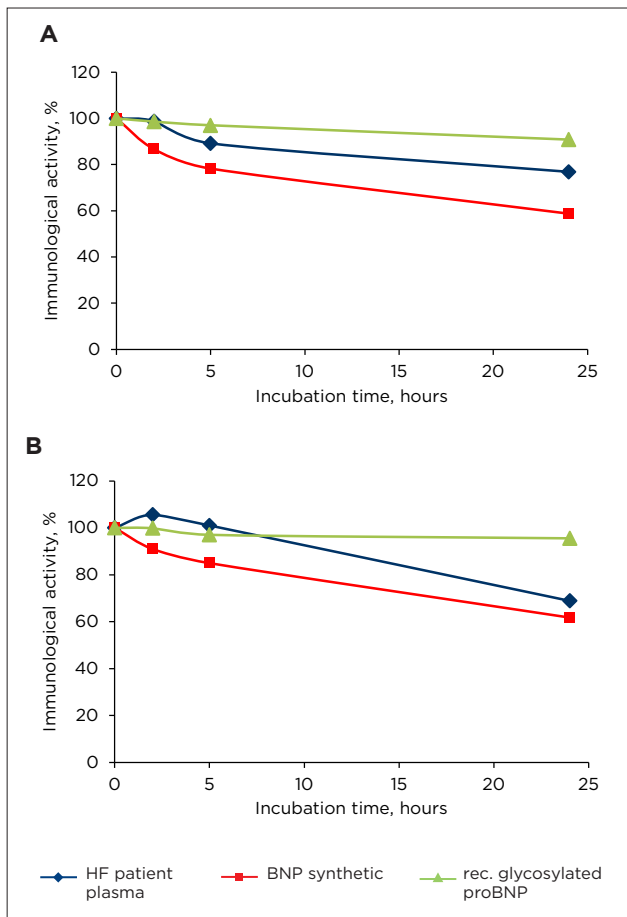 A
Immunological activity, %
120
100
80
60
40
20
0
0 5 10 15 20 25
Incubation time, hours
B
Immunological activity, %
120
100
80
60
40
20
0
0 5 10 15 20 25
Incubation time, hours
HF patient
plasma
BNP synthetic
rec. glycosylated
proBNP